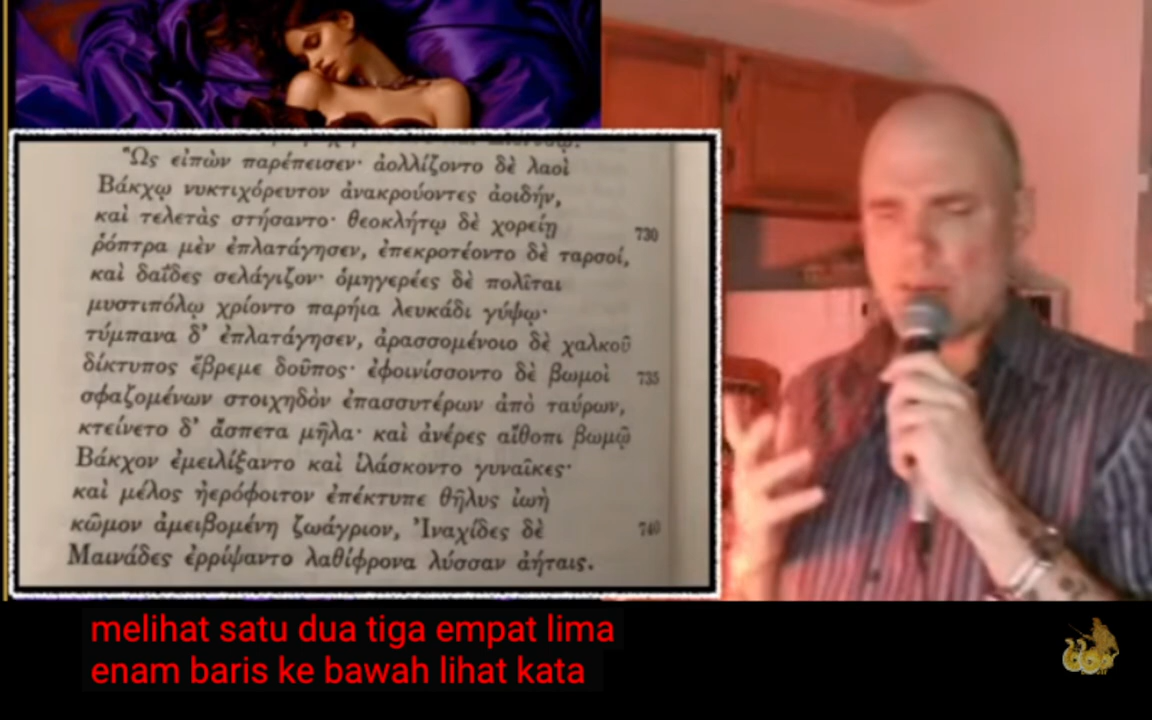 Ὣς εἰπὼν παρέπεισεν· ἀολλίζοντο δὲ λαοὶ
Βάκχῳ νυκτιχόρευτον ἀνακρούοντες ἀοιδήν,
καὶ τελετὰς στήσαντο· θεοκλήτῳ δὲ χορείῃ
730
ῥόπτρα μὲν ἐπλατάγησεν, ἐπεκροτέοντο δὲ ταρσοί,
καὶ δαΐδες σελάγιζον· ὁμηγερέες δὲ πολῖται
μυστιπόλῳ χρίοντο παρήια λευκάδι γύψῳ·
τύμπανα δ' ἐπλατάγησεν, ἀρασσομένοιο δὲ χαλκοῦ
δίκτυπος ἔβρεμε δοῦπος· ἐφοινίσσοντο δὲ βωμοὶ
735
σφαζομένων στοιχηδὸν ἐπασσυτέρων ἀπὸ ταύρων,
κτείνετο δ' ἄσπετα μῆλα· καὶ ἀνέρες αἴθοπι βωμῷ
Βάκχον ἐμειλίξαντο καὶ ἱλάσκοντο γυναῖκες·
καὶ μέλος ἠερόφοιτον ἐπέκτυπε θῆλυς ἰωὴ
κῶμον ἀμειβομένη ζωάγριον, Ἰναχίδες δὲ
740
Μαινάδες ἐρρίψαντο λαθίφρονα λύσσαν ἀήταις.
melihat satu dua tiga empat lima
enam baris ke bawah lihat kata